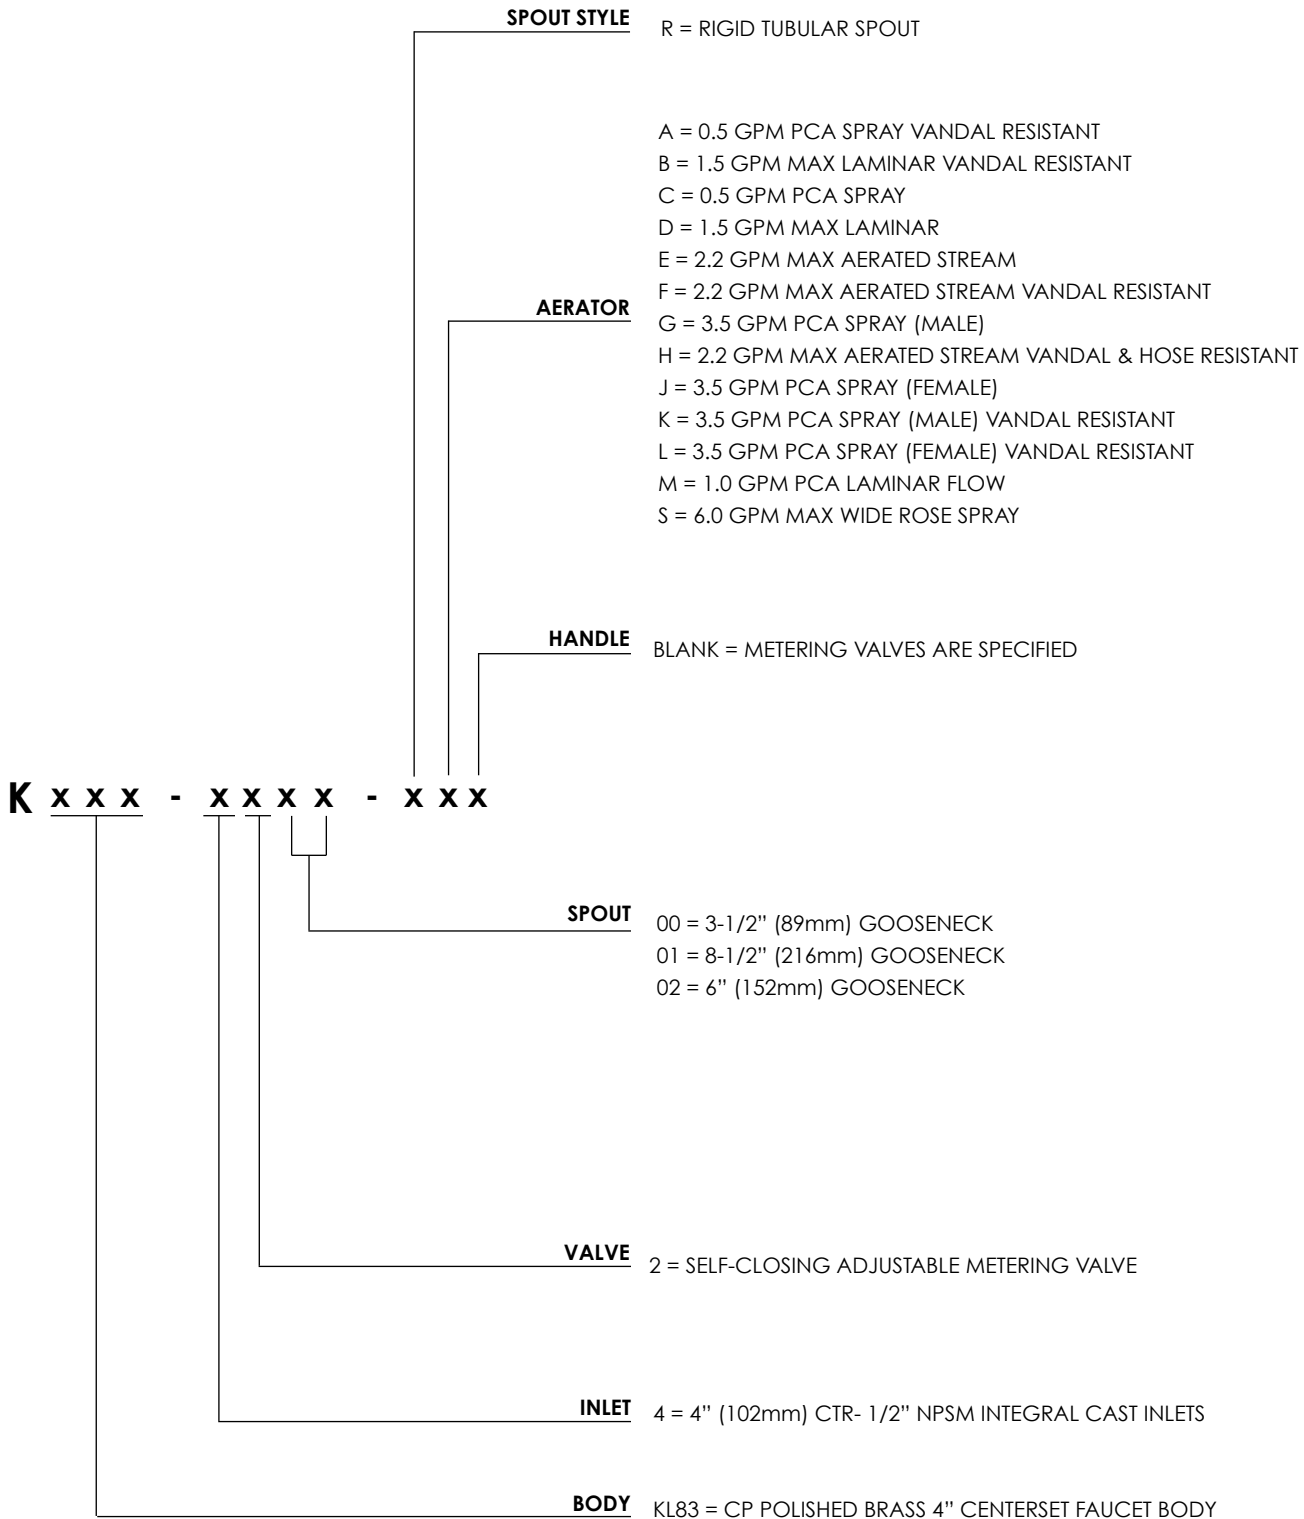 SPOUT STYLE
R = RIGID TUBULAR SPOUT
A = 0.5 GPM PCA SPRAY VANDAL RESISTANT
B = 1.5 GPM MAX LAMINAR VANDAL RESISTANT
C = 0.5 GPM PCA SPRAY
D = 1.5 GPM MAX LAMINAR
E = 2.2 GPM MAX AERATED STREAM
F = 2.2 GPM MAX AERATED STREAM VANDAL RESISTANT
AERATOR
G = 3.5 GPM PCA SPRAY (MALE)
H = 2.2 GPM MAX AERATED STREAM VANDAL & HOSE RESISTANT
J = 3.5 GPM PCA SPRAY (FEMALE)
K = 3.5 GPM PCA SPRAY (MALE) VANDAL RESISTANT
L = 3.5 GPM PCA SPRAY (FEMALE) VANDAL RESISTANT
M = 1.0 GPM PCA LAMINAR FLOW
S = 6.0 GPM MAX WIDE ROSE SPRAY
HANDLE
BLANK = METERING VALVES ARE SPECIFIED
K x x x - x x x x - x x x
SPOUT
00 = 3-1/2” (89mm) GOOSENECK
01 = 8-1/2” (216mm) GOOSENECK
02 = 6” (152mm) GOOSENECK
VALVE
2 = SELF-CLOSING ADJUSTABLE METERING VALVE
INLET
4 = 4” (102mm) CTR- 1/2” NPSM INTEGRAL CAST INLETS
BODY
KL83 = CP POLISHED BRASS 4” CENTERSET FAUCET BODY